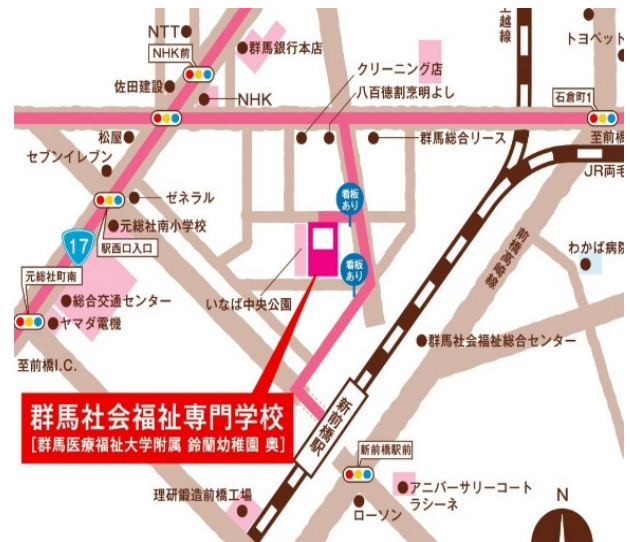 NTT
NHK前
群馬銀行本店
佐田建設
NHK
クリーニング店
八百徳割烹明よし
上越線
トヨペット
石倉町1
松屋
群馬総合リース
至前橋
JR両毛
セブンイレブン
ゼネラル
看板
あり
元総社南小学校
駅西口入口
17
前橋高崎線
わかば病院
元総社町南
看板
あり
総合交通センター
いなば中央公園
ヤマダ電機
群馬社会福祉総合センター
至前橋I.C.
群馬社会福祉専門学校
[群馬医療福祉大学附属 鈴蘭幼稚園 奥]
新前橋駅
新前橋駅前
理研鍛造前橋工場
アニバーサリーコート
ラシーネ
ローソン
N